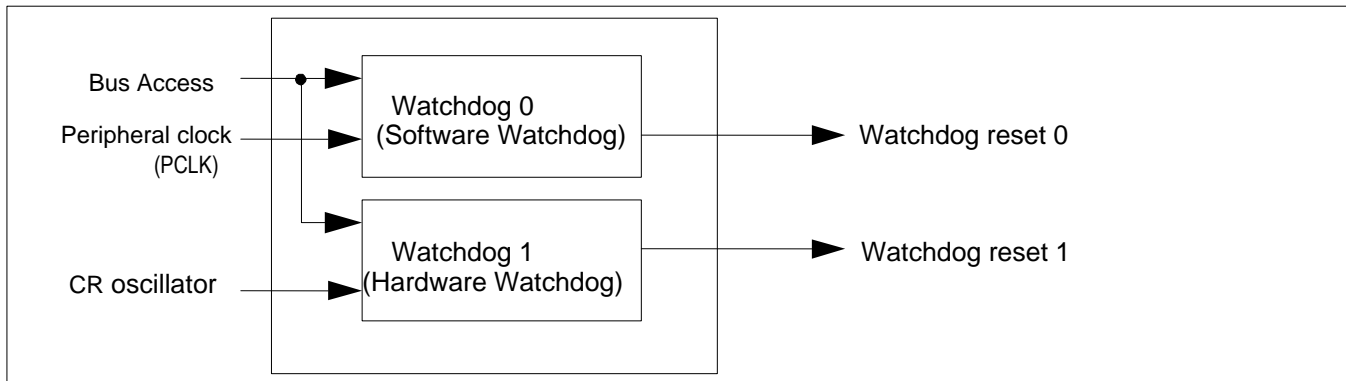 Bus Access
Peripheral clock
(PCLK)
CR oscillator
Watchdog 0
(Software Watchdog)
Watchdog 1
(Hardware Watchdog)
Watchdog reset 0
Watchdog reset 1